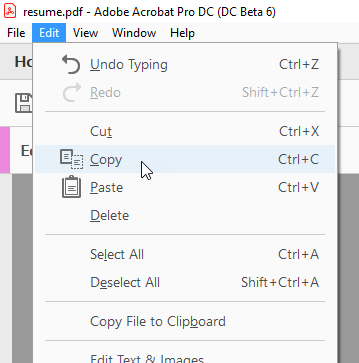 resume.pdf - Adobe Acrobat Pro DC (DC Beta 6)
File Edit View Window Help
Undo Typing Ctrl+Z
Redo Shift+Ctrl+Z
Cut Ctrl+X
Copy Ctrl+C
Paste Ctrl+V
Delete
Select All Ctrl+A
Deselect All Shift+Ctrl+A
Copy File to Clipboard
Edit Text & Images